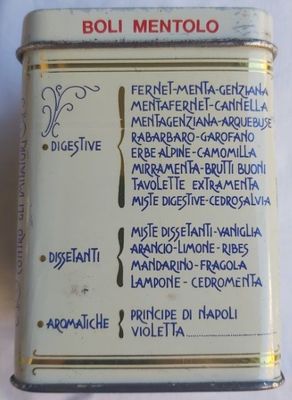 BOLI MENTOLO
DIGESTIVE
FERNET-MENTA-GENZIANA
MENTAFERNET-CANNELLA
MENTAGENZIANA-ARQUEBUSE
RABARBARO-GAROFANO
ERBE ALPINE-CAMOMILLA
MIRRAMENTA-BRUTTI BUONI
TAVOLETTE EXTRAMENTA
MISTE DIGESTIVE-CEDROSALVIA
DISSETANTI
MISTE DISSETANTI-VANIGLIA
ARANCIO-LIMONE-RIBES
MANDARINO-FRAGOLA
LAMPONE-CEDROMENTA
AROMATICHE
PRINCIPE DI NAPOLI
VIOLETTA